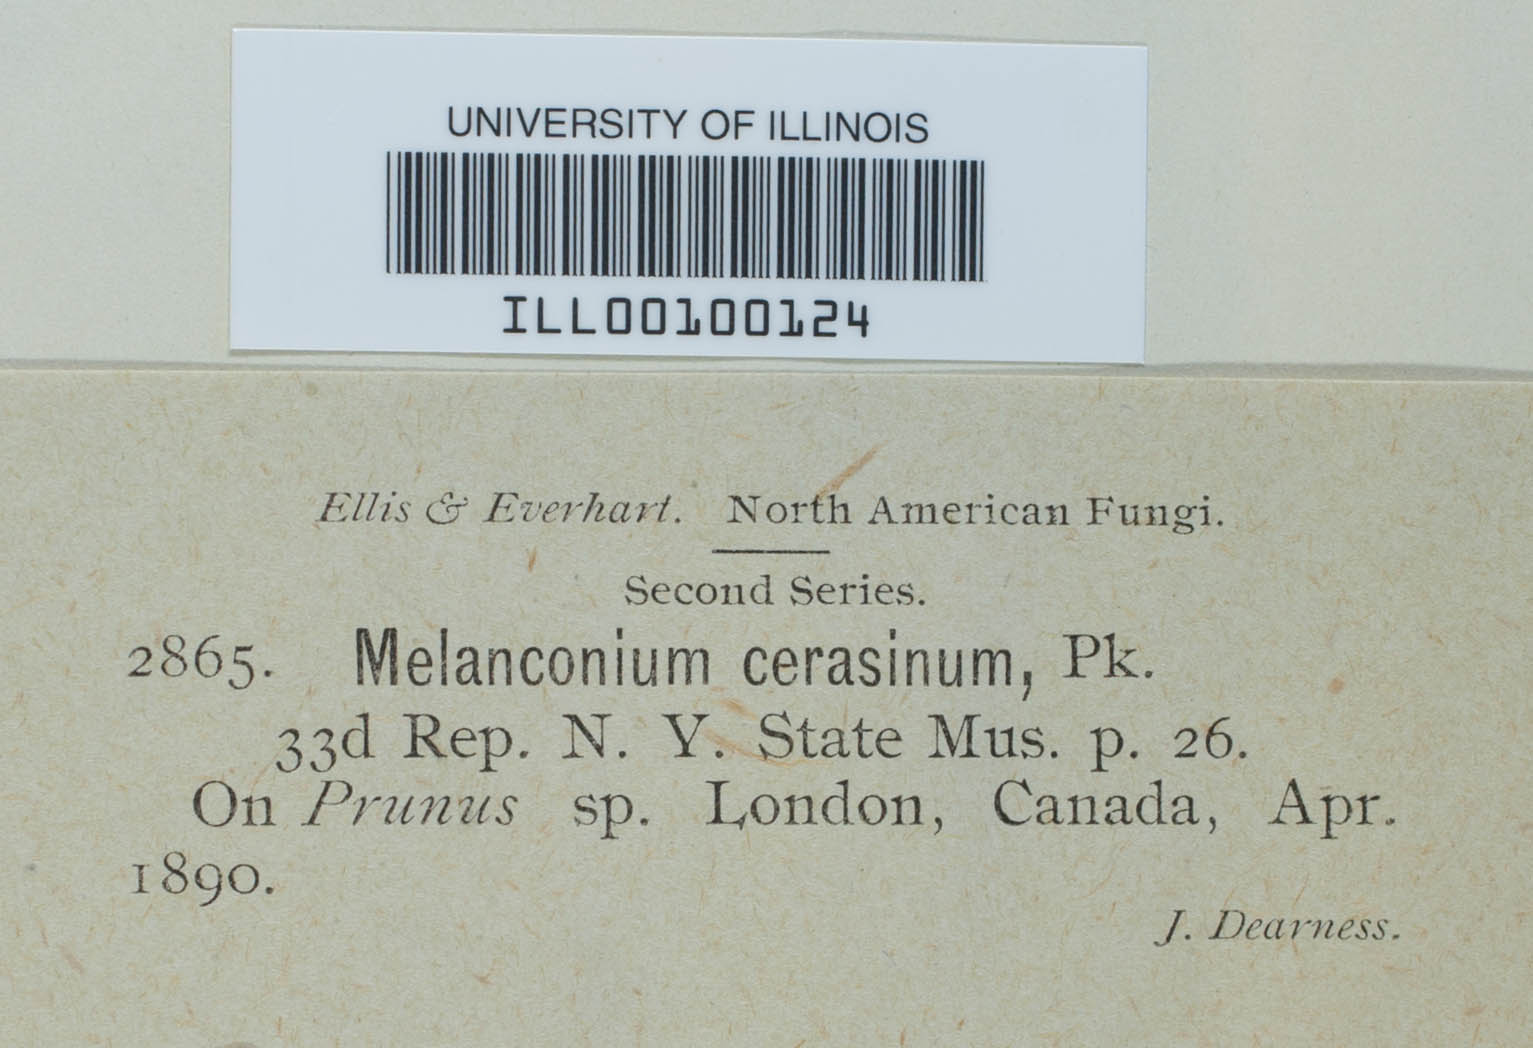 UNIVERSITY OF ILLINOIS
ILL00100124
Ellis & Everhart. North American Fungi.
Second Series.
2865. Melanconium cerasinum, Pk.
33d Rep. N. Y. State Mus. p. 26.
On Prunus sp. London, Canada, Apr.
1890.
J. Dearness.